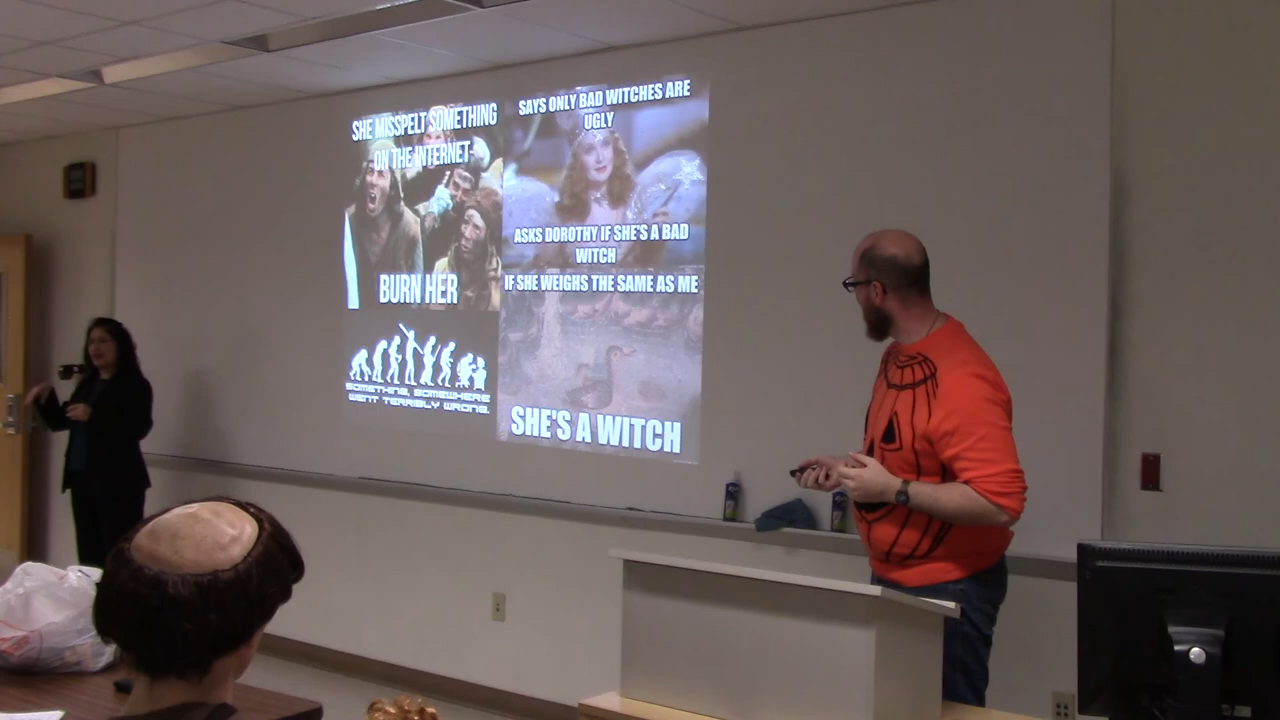 SHE MISSPELT SOMETHING
ON THE INTERNET
BURN HER
SOMETHING, SOMEWHERE
WENT TERRIBLY WRONG.
SAYS ONLY BAD WITCHES ARE
UGLY
ASKS DOROTHY IF SHE'S A BAD
WITCH
IF SHE WEIGHS THE SAME AS ME
SHE'S A WITCH